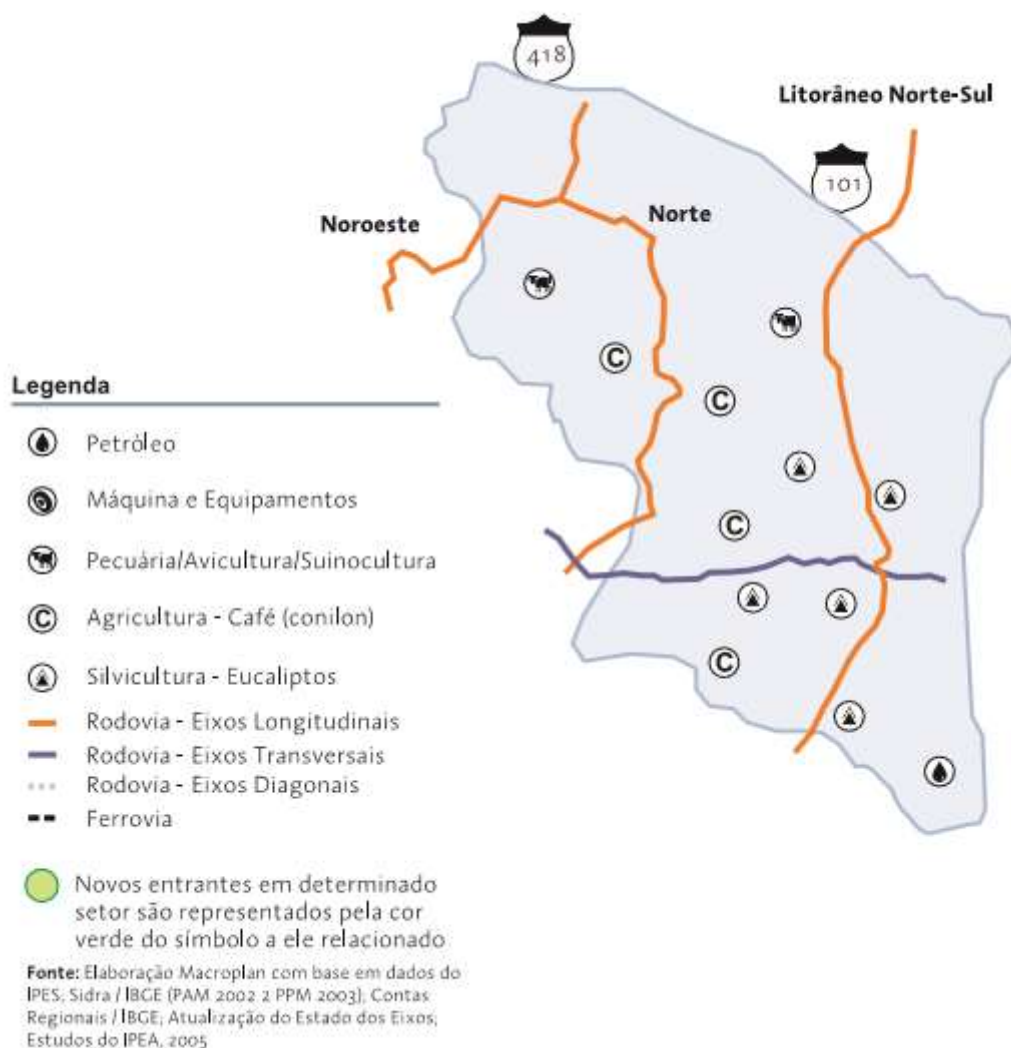 418
Litorâneo Norte-Sul
101
Noroeste
Norte
C
C
C
C
Legenda
Petròleo
Máquina e Equipamentos
Pecuária/Avicultura/Suinocultura
C Agricultura - Café (conilon)
Silvicultura - Eucaliptos
Rodovia - Eixos Longitudinais
Rodovia - Eixos Transversais
Rodovia - Eixos Diagonais
Ferrovia
Novos entrantes em determinado
setor são representados pela cor
verde do símbolo a ele relacionado
Fonte: Elaboração Macroplan com base em dados do
IPES; Sidra / IBGE (PAM 2002 2 PPM 2003); Contas
Regionais / IBGE; Atualização do Estado dos Eixos,
Estudos do IPEA, 2005